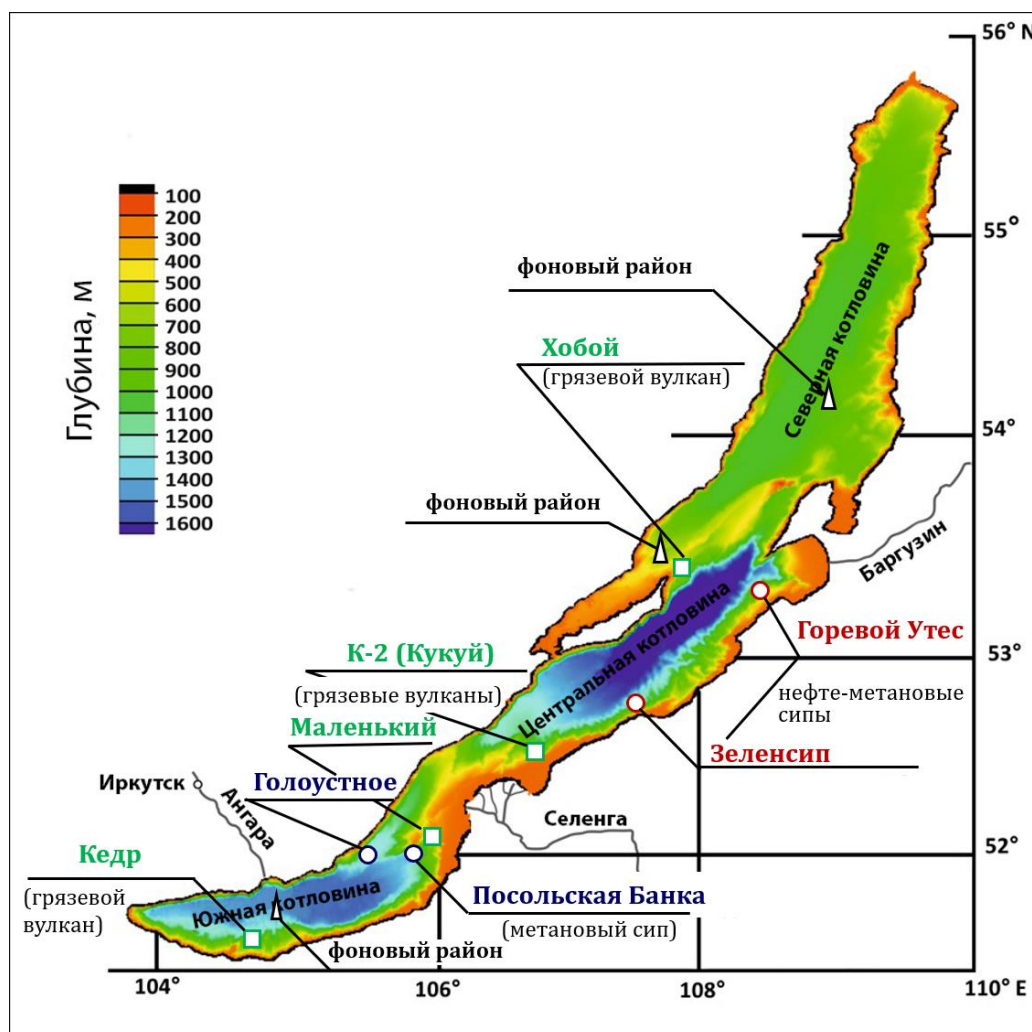 56° N
Глубина, м
100
200
300
400
500
600
700
800
900
1000
1100
1200
1300
1400
1500
1600
55°
фоновый район
Северная котловина
Хобой
(грязевой вулкан)
54°
фоновый район
Баргузин
Центральная котловина
Горевой Утес
К-2 (Кукуй)
53°
(грязевые вулканы)
нефте-метановые
сипы
Маленький
Зеленсип
Иркутск
Голоустное
Ангара
Селенга
52°
Кедр
(грязевой
вулкан)
Южная котловина
Посольская Банка
(метановый сип)
фоновый район
104°
106°
108°
110° E